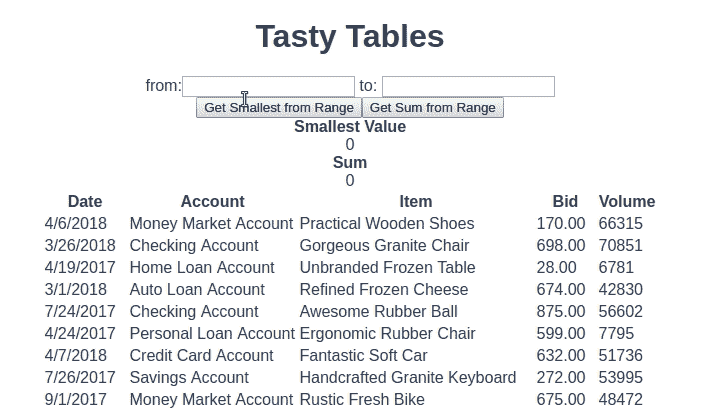 Tasty Tables
from: to:
Get Smallest from Range Get Sum from Range
Smallest Value
0
Sum
0
Date Account Item Bid Volume
4/6/2018 Money Market Account Practical Wooden Shoes 170.00 66315
3/26/2018 Checking Account Gorgeous Granite Chair 698.00 70851
4/19/2017 Home Loan Account Unbranded Frozen Table 28.00 6781
3/1/2018 Auto Loan Account Refined Frozen Cheese 674.00 42830
7/24/2017 Checking Account Awesome Rubber Ball 875.00 56602
4/24/2017 Personal Loan Account Ergonomic Rubber Chair 599.00 7795
4/7/2018 Credit Card Account Fantastic Soft Car 632.00 51736
7/26/2017 Savings Account Handcrafted Granite Keyboard 272.00 53995
9/1/2017 Money Market Account Rustic Fresh Bike 675.00 48472